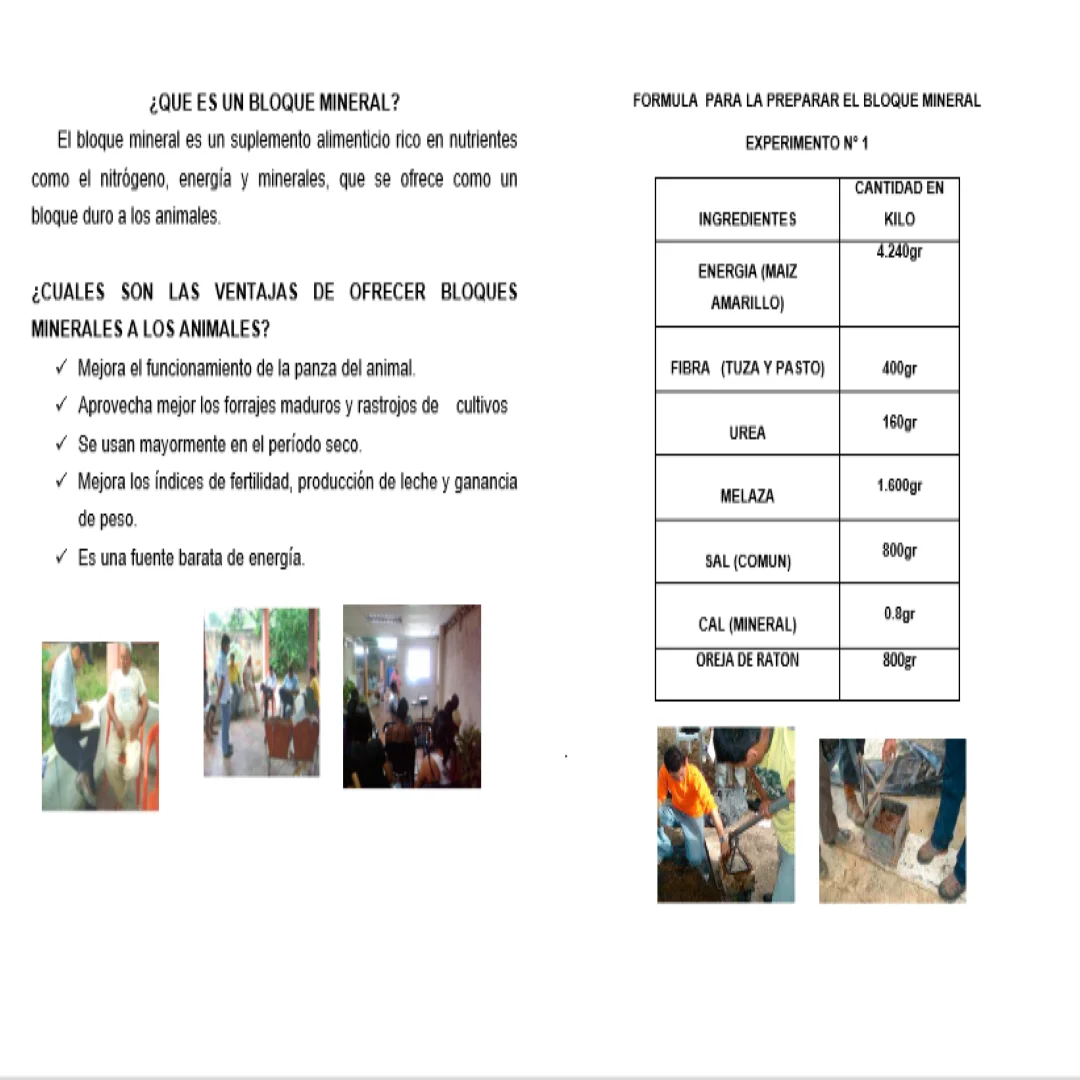 ¿QUE ES UN BLOQUE MINERAL?
El bloque mineral es un suplemento alimenticio rico en nutrientes
como el nitrógeno, energía y minerales, que se ofrece como un
bloque duro a los animales.
¿CUALES SON LAS VENTAJAS DE OFRECER BLOQUES
MINERALES A LOS ANIMALES?
✓ Mejora el funcionamiento de la panza del animal.
✓ Aprovecha mejor los forrajes maduros y rastrojos de cultivos
✓ Se usan mayormente en el período seco.
✓ Mejora los índices de fertilidad, producción de leche y ganancia
de peso.
✓ Es una fuente barata de energía.
FORMULA PARA LA PREPARAR EL BLOQUE MINERAL
EXPERIMENTO Nº 1
INGREDIENTES
CANTIDAD EN
KILO
ENERGIA (MAIZ
AMARILLO)
4.240gr
FIBRA (TUZA Y PASTO)
400gr
UREA
160gr
MELAZA
1.600gr
SAL (COMUN)
800gr
CAL (MINERAL)
0.8gr
OREJA DE RATON
800gr